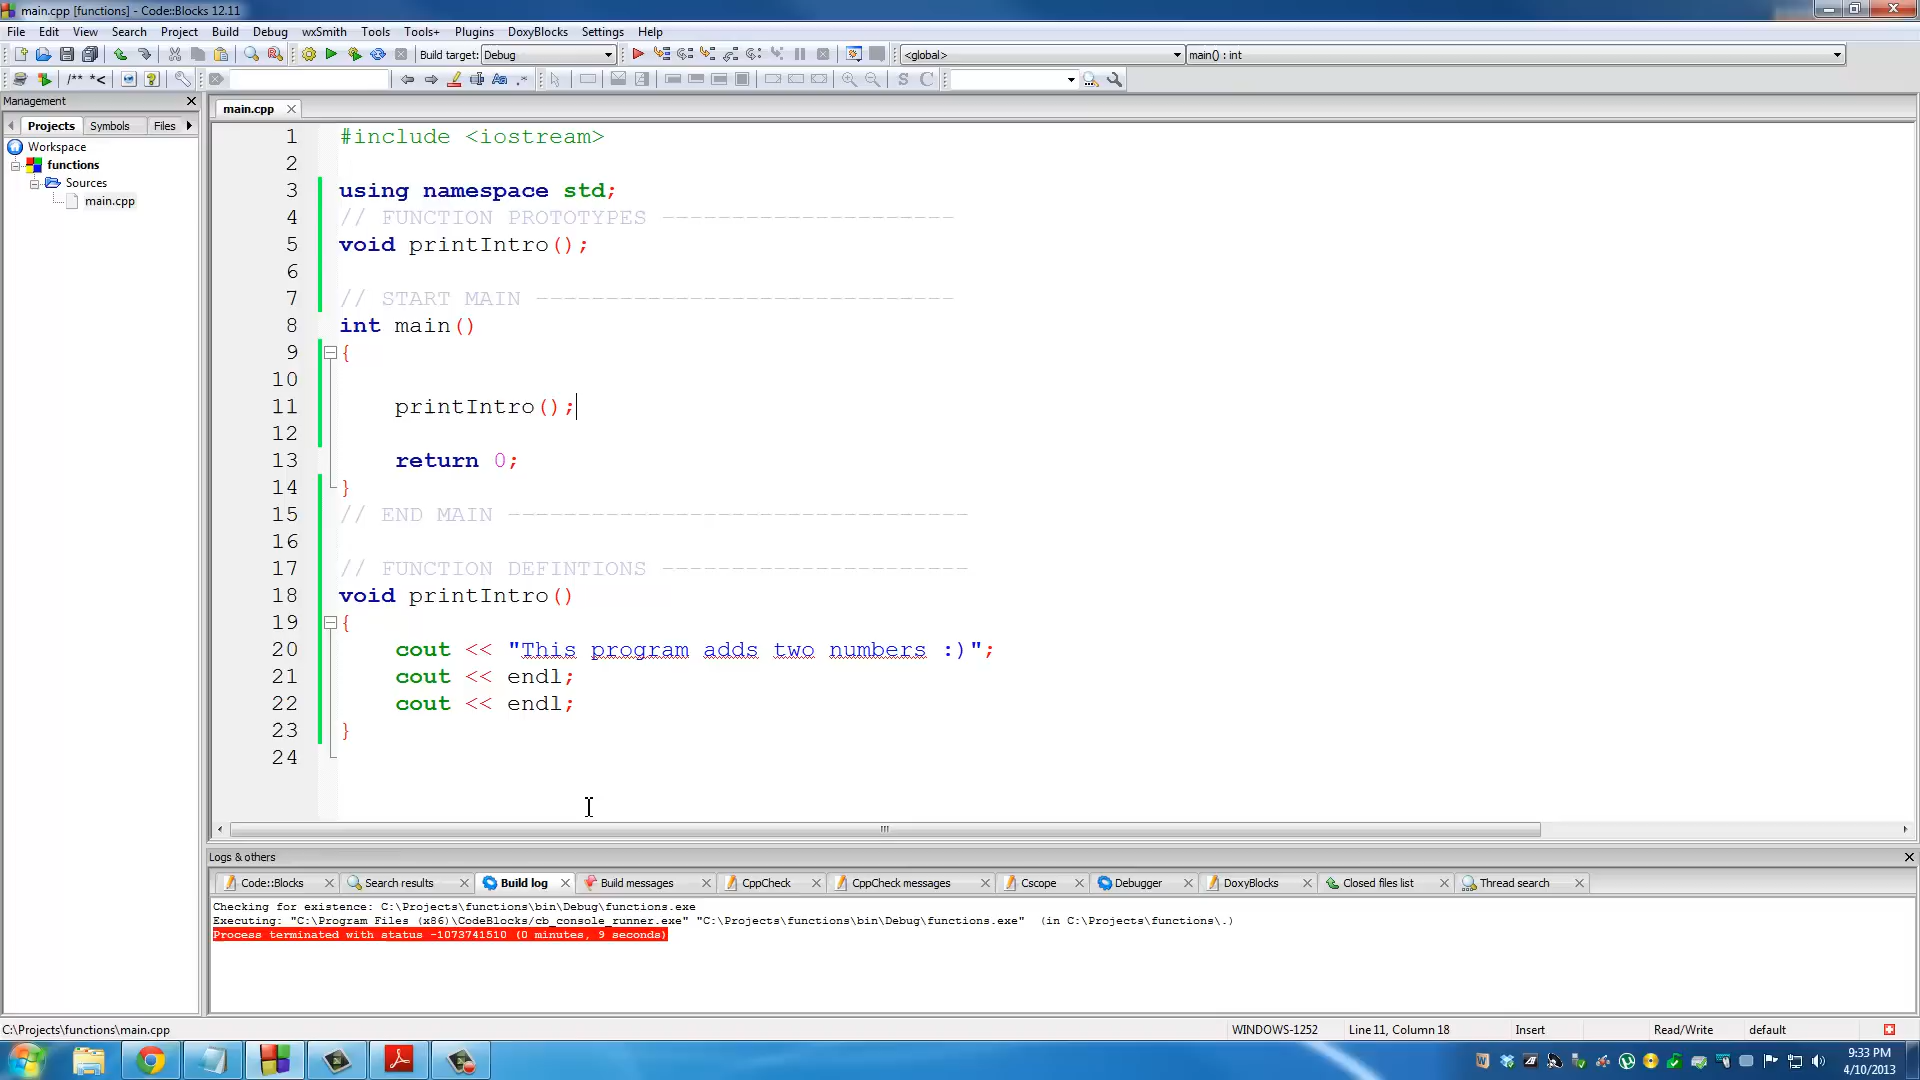 main.cpp [functions] - Code::Blocks 12.11
File Edit View Search Project Build Debug wxSmith Tools Tools+ Plugins DoxyBlocks Settings Help
Build target: Debug <global> main() : int
/** *< Aa .* S C
Management
Projects Symbols Files
Workspace
functions
Sources
main.cpp
main.cpp
1 #include <iostream>
2
3 using namespace std;
4 // FUNCTION PROTOTYPES ----------------------
5 void printIntro();
6
7 // START MAIN ------------------------------
8 int main()
9 {
10
11 printIntro();
12
13 return 0;
14 }
15 // END MAIN ---------------------------------
16
17 // FUNCTION DEFINTIONS ----------------------
18 void printIntro()
19 {
20 cout << "This program adds two numbers :)";
21 cout << endl;
22 cout << endl;
23 }
24
Logs & others
Code::Blocks Search results Build log Build messages CppCheck CppCheck messages Cscope Debugger DoxyBlocks Closed files list Thread search
Checking for existence: C:\Projects\functions\bin\Debug\functions.exe
Executing: "C:\Program Files (x86)\CodeBlocks/cb_console_runner.exe" "C:\Projects\functions\bin\Debug\functions.exe" (in C:\Projects\functions\.)
Process terminated with status -1073741510 (0 minutes, 9 seconds)
C:\Projects\functions\main.cpp WINDOWS-1252 Line 11, Column 18 Insert Read/Write default
9:33 PM
4/10/2013